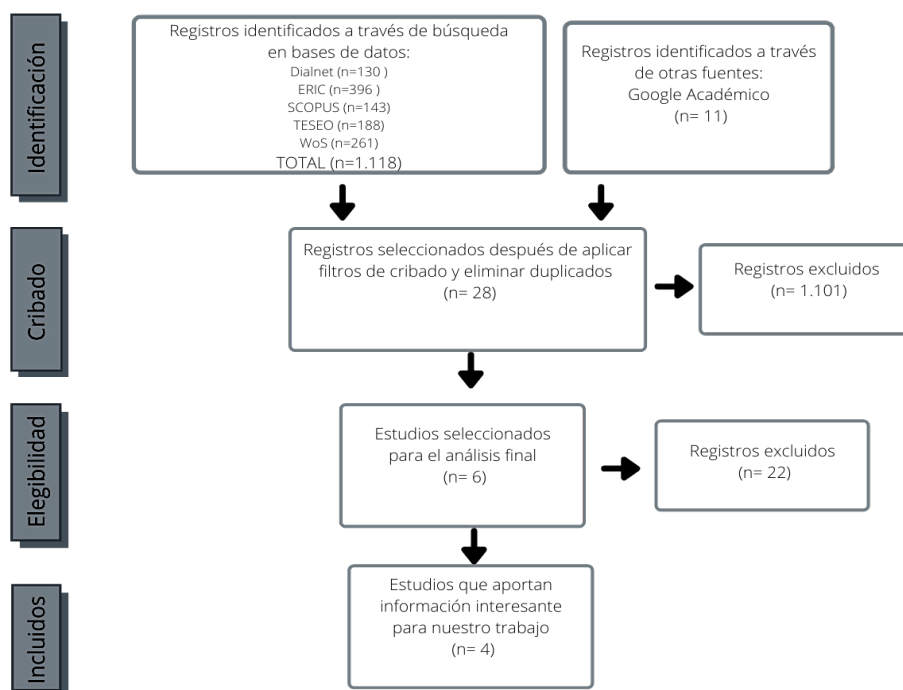 Identificación
Registros identificados a través de búsqueda
en bases de datos:
Dialnet (n=130 )
ERIC (n=396 )
SCOPUS (n=143)
TESEO (n=188)
WoS (n=261)
TOTAL (n=1.118)
Registros identificados a través
de otras fuentes:
Google Académico
(n= 11)
Cribado
Registros seleccionados después de aplicar
filtros de cribado y eliminar duplicados
(n= 28)
Registros excluidos
(n= 1.101)
Elegibilidad
Estudios seleccionados
para el análisis final
(n= 6)
Registros excluidos
(n= 22)
Incluidos
Estudios que aportan
información interesante
para nuestro trabajo
(n= 4)